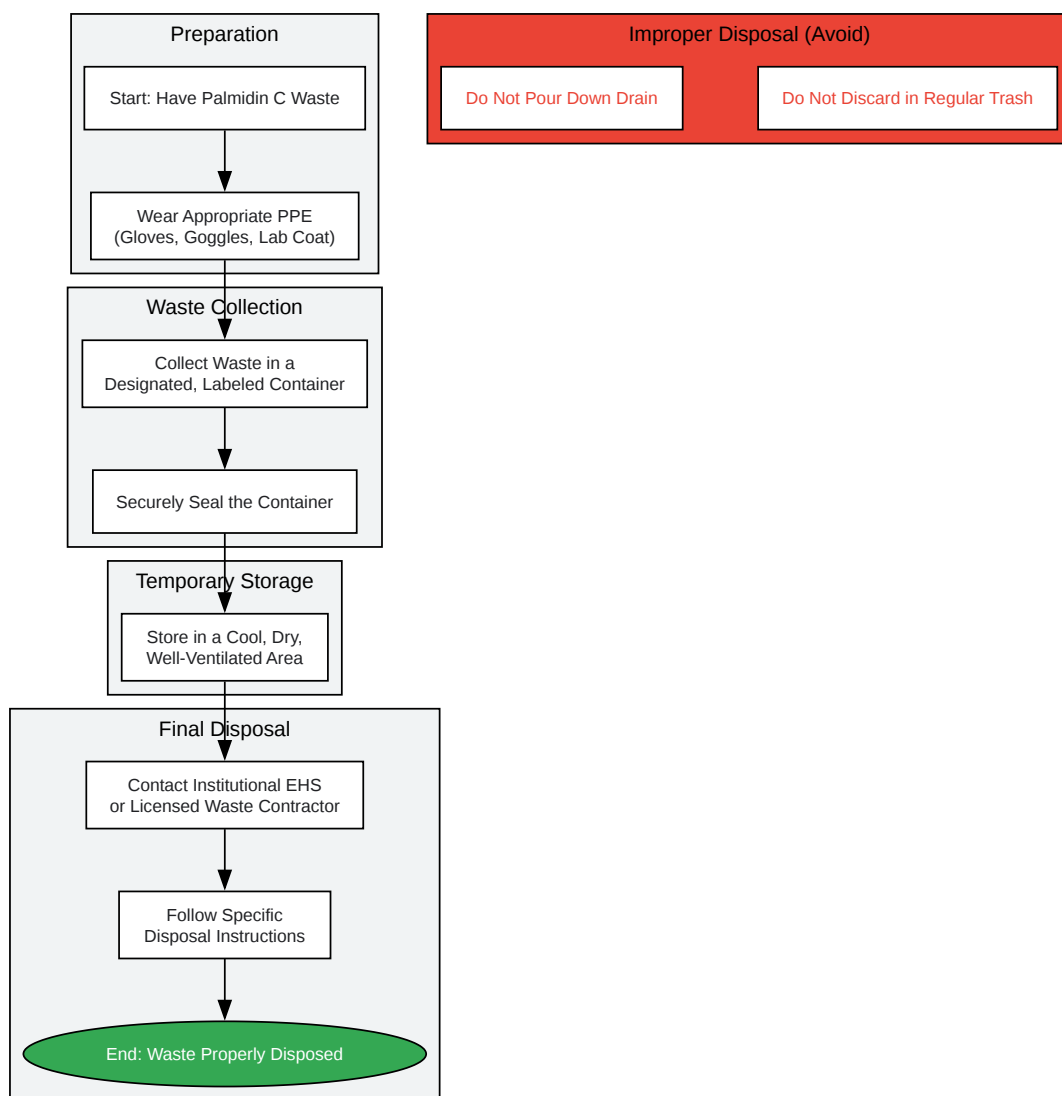 Preparation
Start: Have Palmidin C Waste
Wear Appropriate PPE
(Gloves, Goggles, Lab Coat)
Waste Collection
Collect Waste in a
Designated, Labeled Container
Securely Seal the Container
Temporary Storage
Store in a Cool, Dry,
Well-Ventilated Area
Final Disposal
Contact Institutional EHS
or Licensed Waste Contractor
Follow Specific
Disposal Instructions
End: Waste Properly Disposed
Improper Disposal (Avoid)
Do Not Pour Down Drain
Do Not Discard in Regular Trash